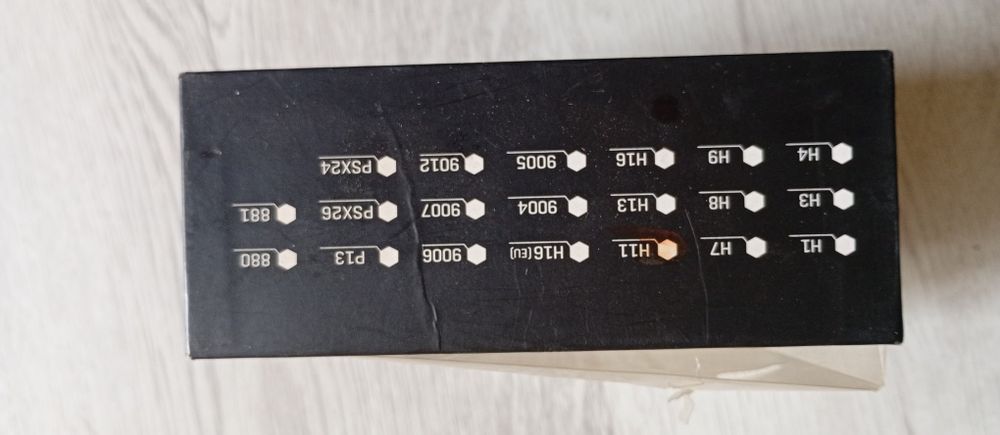 H1 H7 H11 H16(EU) 9006 P13 880
H3 H8 H13 9004 9007 PSX26 881
H4 H9 H16 9005 9012 PSX24